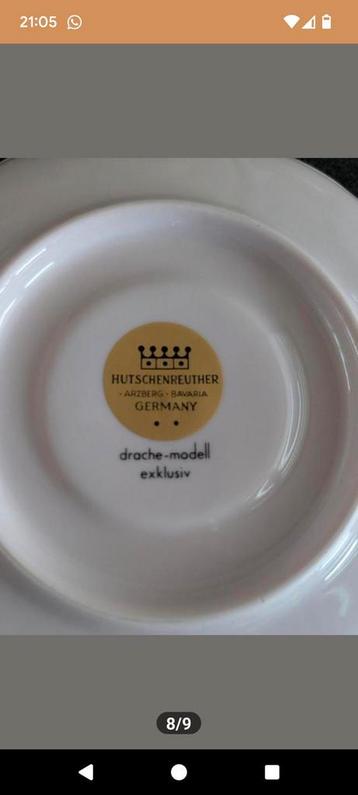 21:05
HUTSCHENREUTHER
· ARZBERG · BAVARIA
GERMANY
drache-modell
exklusiv
8/9